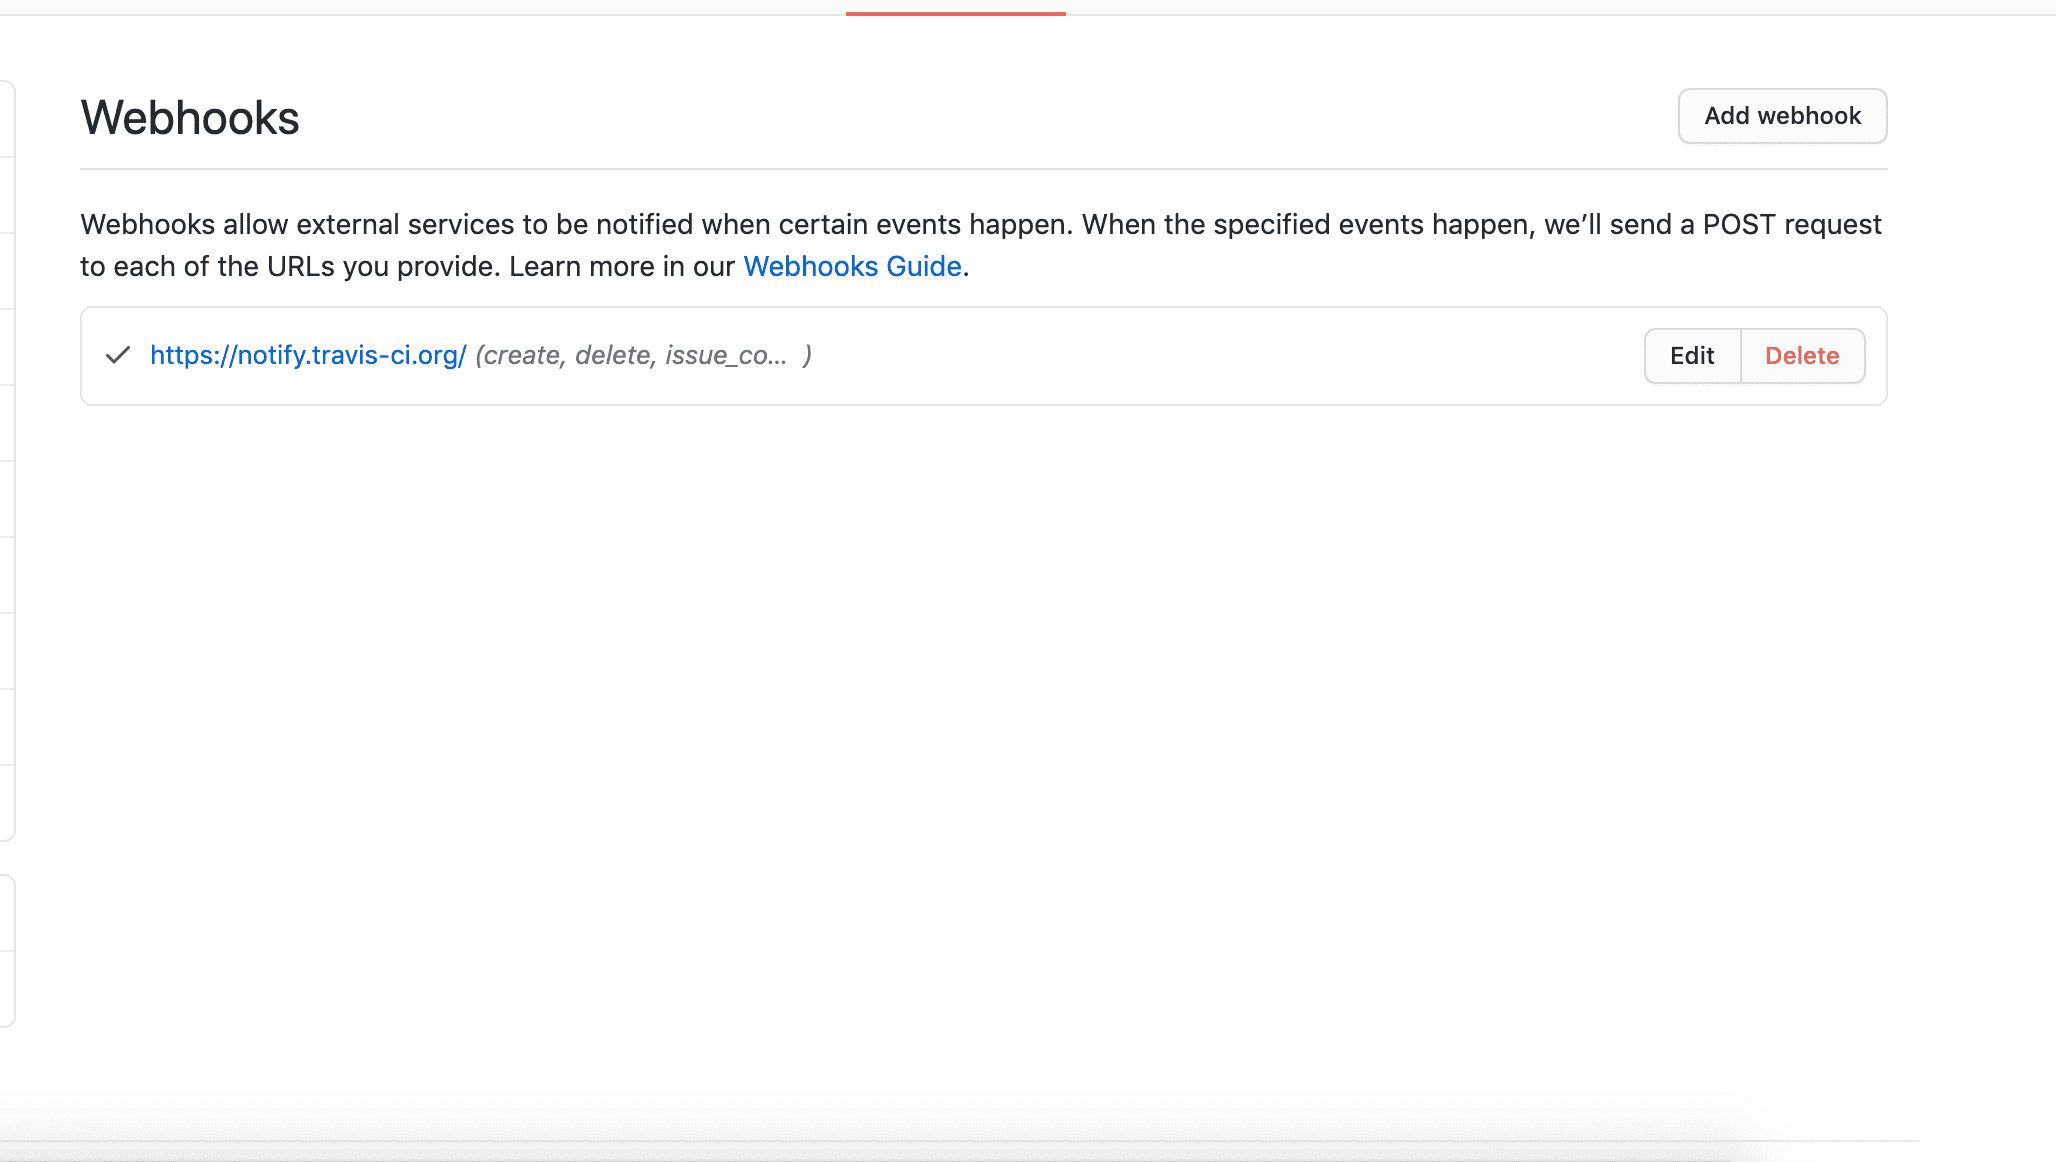 Webhooks
Add webhook
Webhooks allow external services to be notified when certain events happen. When the specified events happen, we’ll send a POST request
to each of the URLs you provide. Learn more in our Webhooks Guide.
https://notify.travis-ci.org/ (create, delete, issue_co... )
Edit
Delete